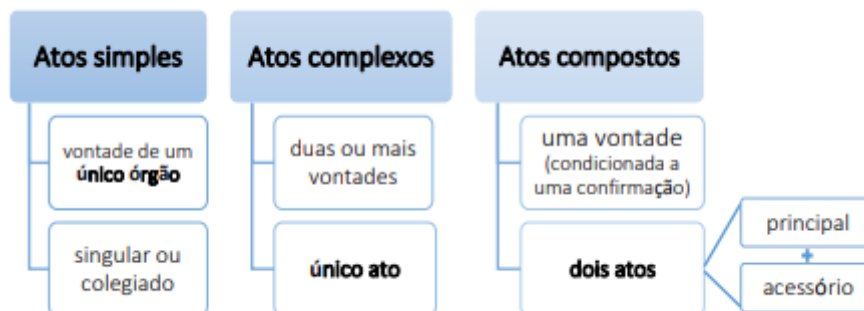 Atos simples
vontade de um
único órgão
singular ou
colegiado
Atos complexos
duas ou mais
vontades
único ato
Atos compostos
uma vontade
(condicionada a
uma confirmação)
dois atos
principal
+
acessório